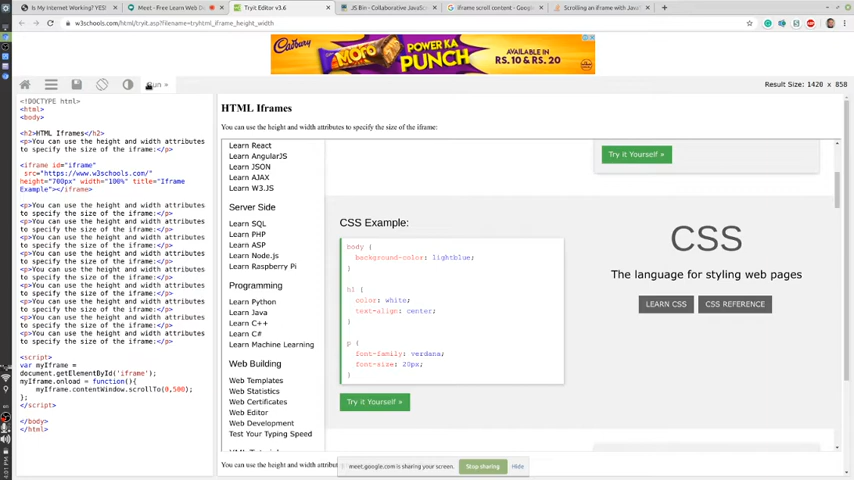 Is My Internet Working? YES!
Meet - Free Learn Web D
Tryit Editor v3.6
JS Bin - Collaborative JavaSc
iframe scroll content - Google
Scrolling an iframe with JavaS
w3schools.com/html/tryit.asp?filename=tryhtml_iframe_height_width
Cadbury
MORO
POWER KA
PUNCH
AVAILABLE IN
RS. 10 & RS. 20
Run »
Result Size: 1420 x 858
<!DOCTYPE html>
<html>
<body>
<h2>HTML Iframes</h2>
<p>You can use the height and width attributes
to specify the size of the iframe:</p>
<iframe id="iframe"
src="https://www.w3schools.com/"
height="700px" width="100%" title="Iframe
Example"></iframe>
<p>You can use the height and width attributes
to specify the size of the iframe:</p>
<p>You can use the height and width attributes
to specify the size of the iframe:</p>
<p>You can use the height and width attributes
to specify the size of the iframe:</p>
<p>You can use the height and width attributes
to specify the size of the iframe:</p>
<p>You can use the height and width attributes
to specify the size of the iframe:</p>
<p>You can use the height and width attributes
to specify the size of the iframe:</p>
<p>You can use the height and width attributes
to specify the size of the iframe:</p>
<p>You can use the height and width attributes
to specify the size of the iframe:</p>
<p>You can use the height and width attributes
to specify the size of the iframe:</p>
<script>
var myIframe =
document.getElementById('iframe');
myIframe.onload = function(){
myIframe.contentWindow.scrollTo(0,500);
};
</script>
</body>
</html>
HTML Iframes
You can use the height and width attributes to specify the size of the iframe:
Learn React
Learn AngularJS
Learn JSON
Learn AJAX
Learn W3.JS
Server Side
Learn SQL
Learn PHP
Learn ASP
Learn Node.js
Learn Raspberry Pi
Programming
Learn Python
Learn Java
Learn C++
Learn C#
Learn Machine Learning
Web Building
Web Templates
Web Statistics
Web Certificates
Web Editor
Web Development
Test Your Typing Speed
Try it Yourself »
CSS Example:
body {
background-color: lightblue;
}
h1 {
color: white;
text-align: center;
}
p {
font-family: verdana;
font-size: 20px;
}
Try it Yourself »
CSS
The language for styling web pages
LEARN CSS
CSS REFERENCE
You can use the height and width attribut
meet.google.com is sharing your screen.
Stop sharing
Hide
4:01 PM